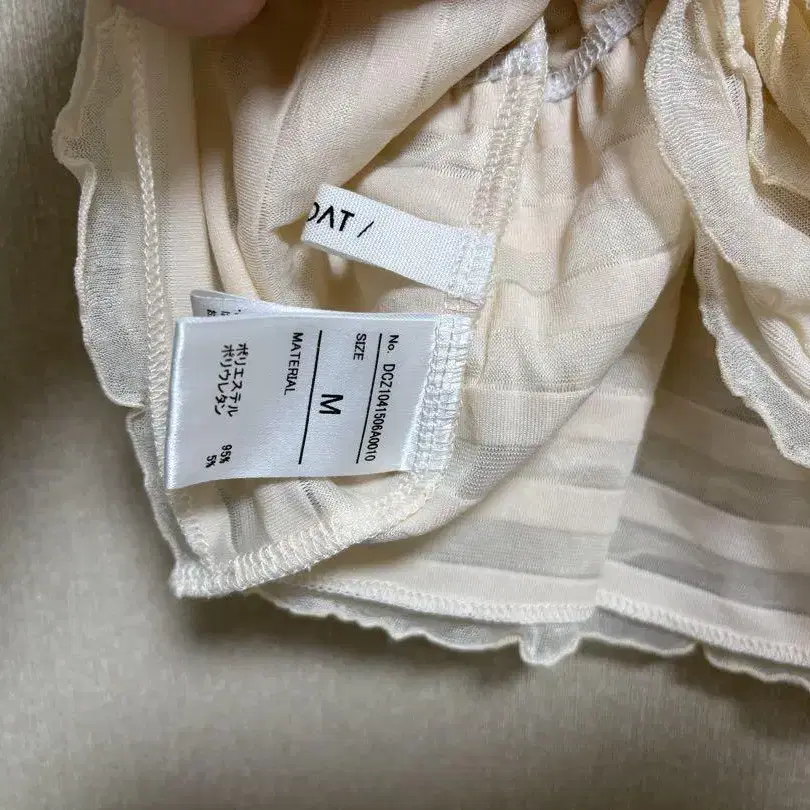 OAT /
No. DCZ1041506A0010
SIZE
M
MATERIAL
ポリエステル 95%
ポリウレタン 5%